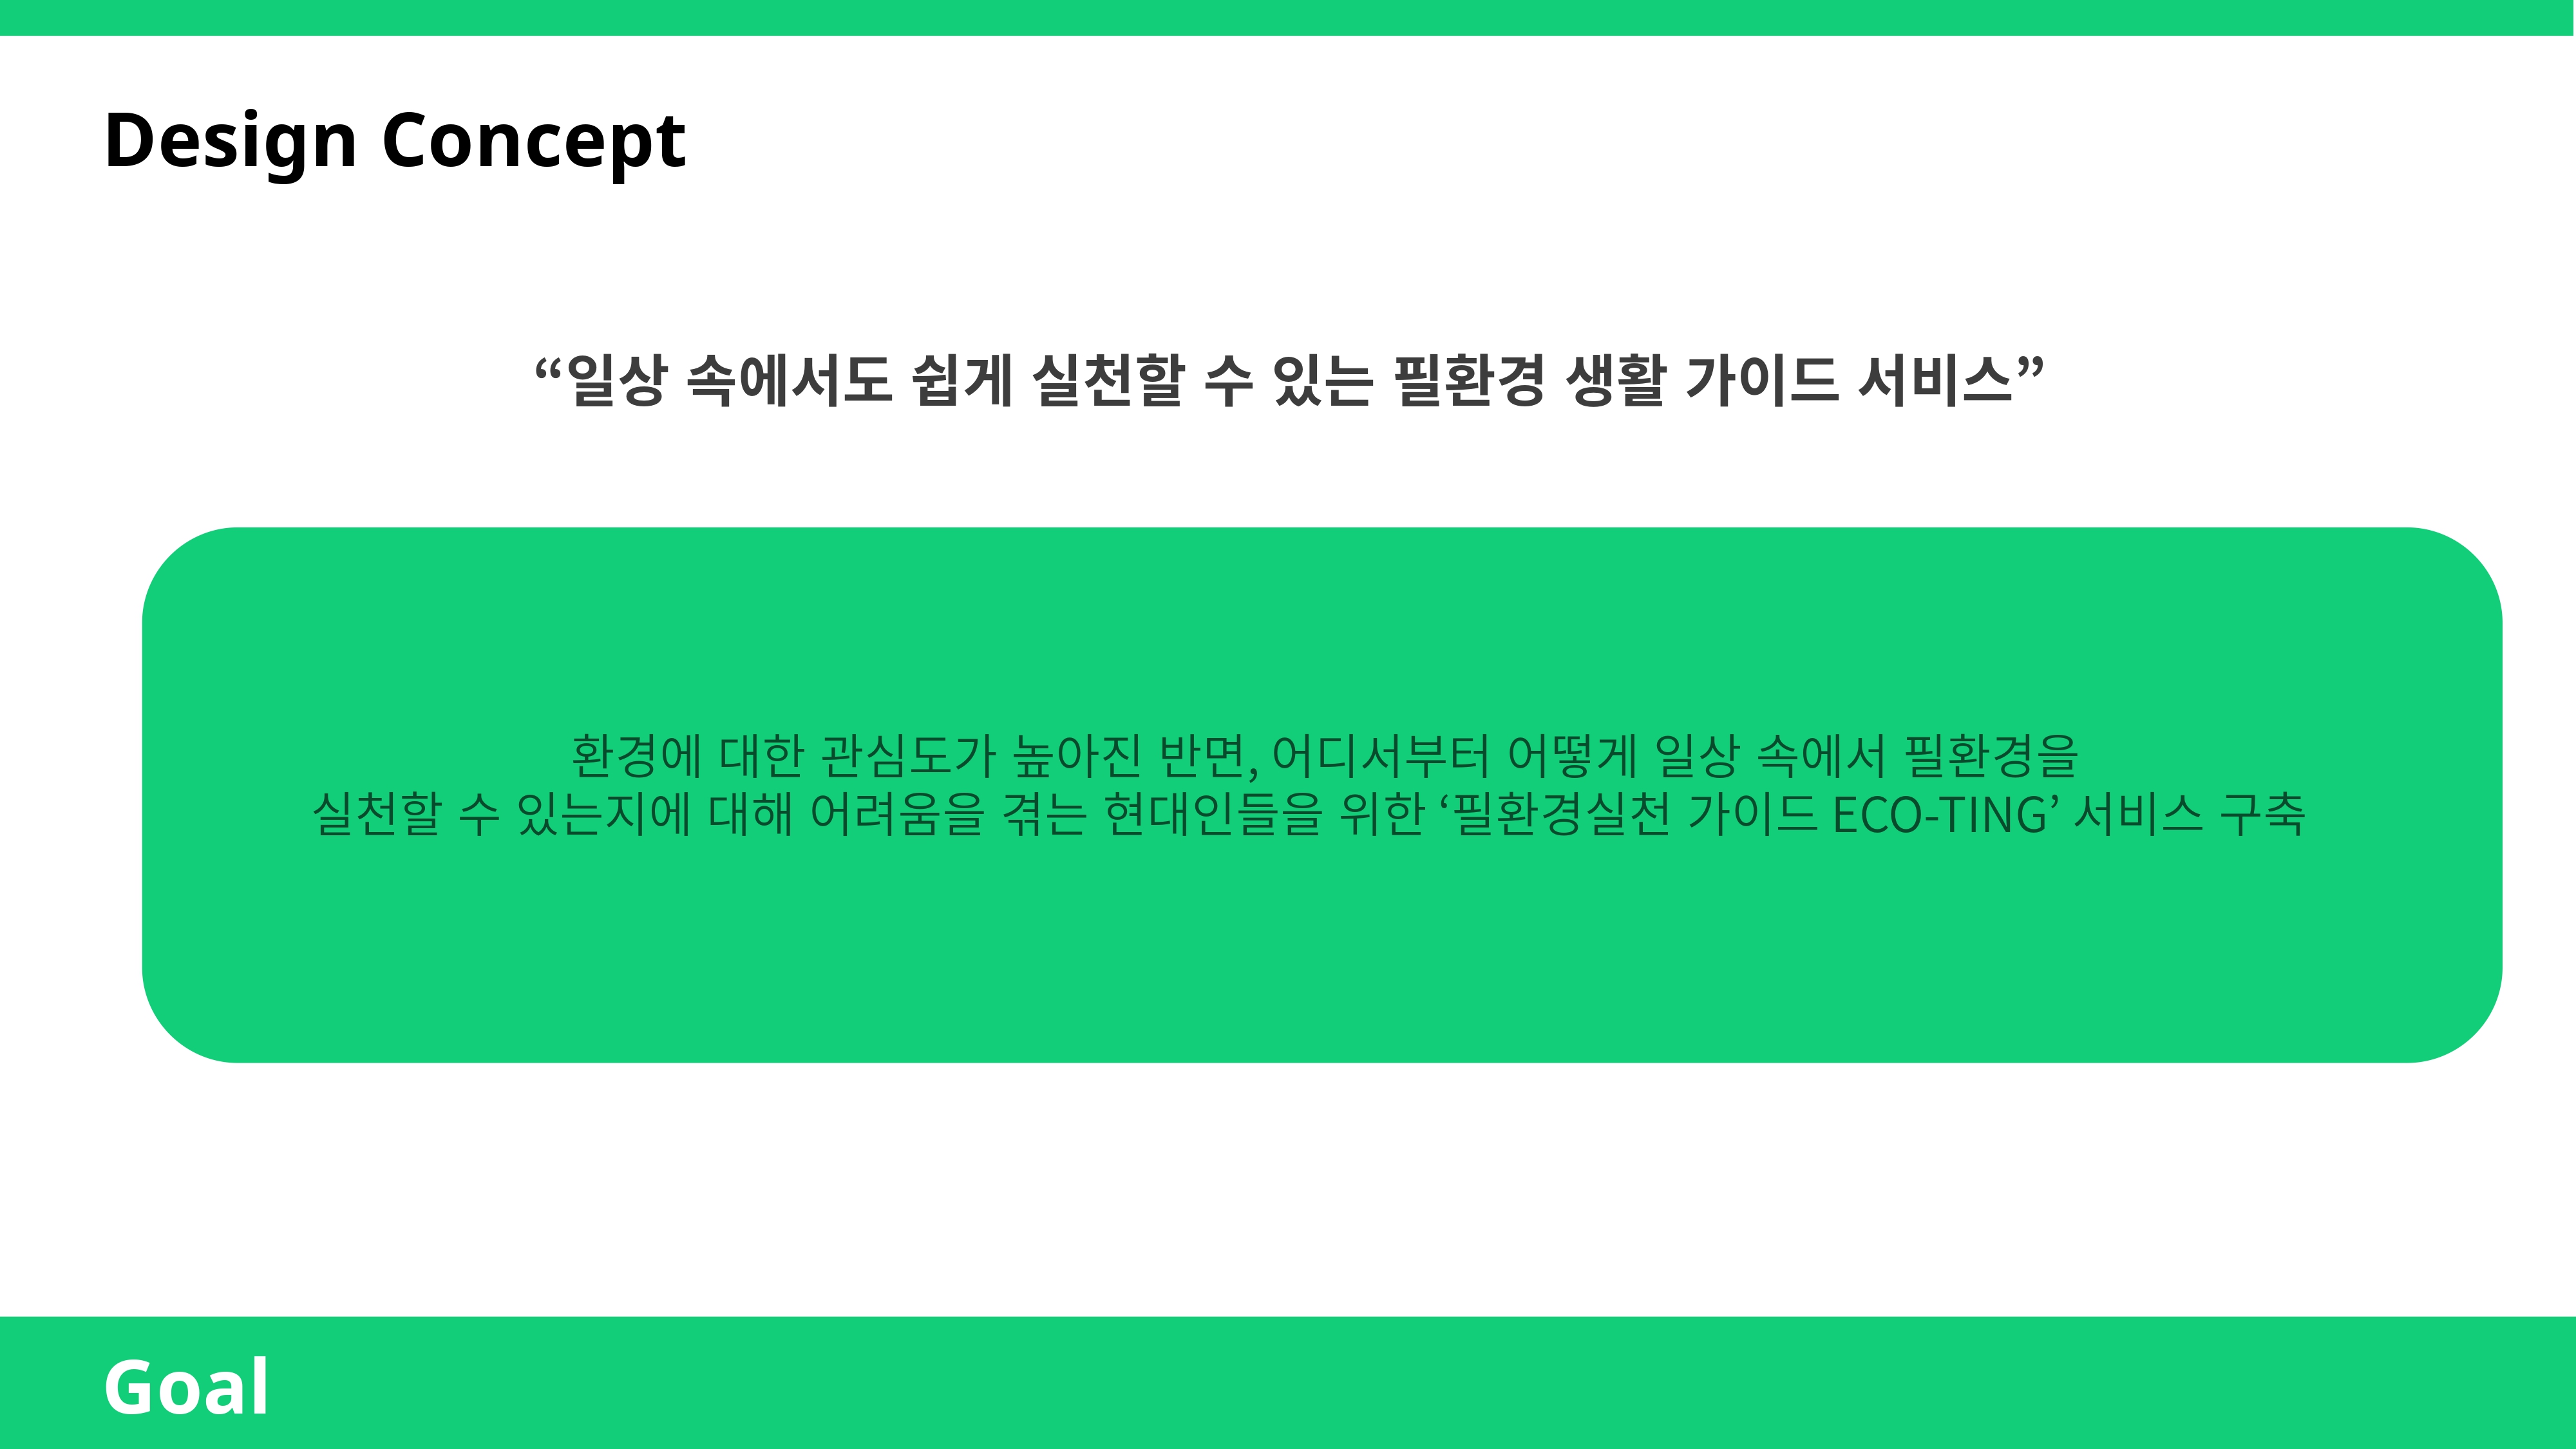 Design Concept
“일상 속에서도 쉽게 실천할 수 있는 필환경 생활 가이드 서비스”
환경에 대한 관심도가 높아진 반면, 어디서부터 어떻게 일상 속에서 필환경을
실천할 수 있는지에 대해 어려움을 겪는 현대인들을 위한 ‘필환경실천 가이드 ECO-TING’ 서비스 구축
Goal